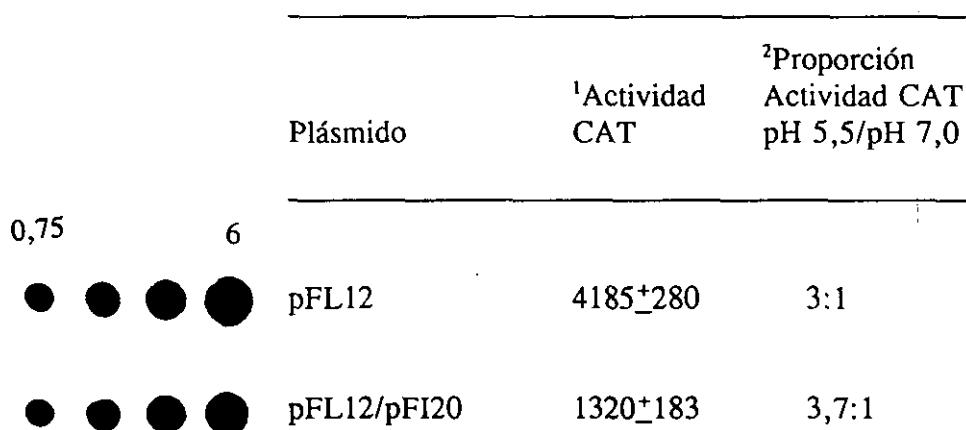 ²Proporción
¹Actividad Actividad CAT
Plásmido CAT pH 5,5/pH 7,0
0,75 6
pFL12 4185±280 3:1
pFL12/pFI20 1320±183 3,7:1